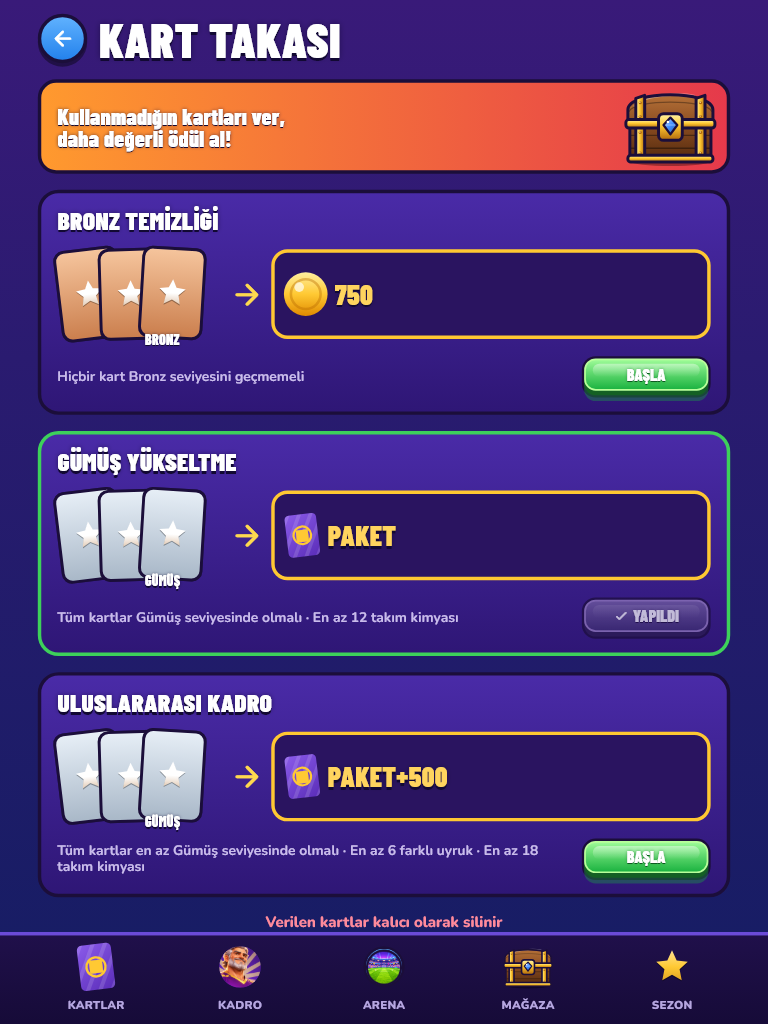 KART TAKASI
Kullanmadığın kartları ver,
daha değerli ödül al!
BRONZ TEMİZLİĞİ
BRONZ
750
Hiçbir kart Bronz seviyesini geçmemeli
BAŞLA
GÜMÜŞ YÜKSELTME
GÜMÜŞ
PAKET
Tüm kartlar Gümüş seviyesinde olmalı · En az 12 takım kimyası
YAPILDI
ULUSLARARASI KADRO
GÜMÜŞ
PAKET+500
Tüm kartlar en az Gümüş seviyesinde olmalı · En az 6 farklı uyruk · En az 18
takım kimyası
BAŞLA
Verilen kartlar kalıcı olarak silinir
KARTLAR
KADRO
ARENA
MAĞAZA
SEZON